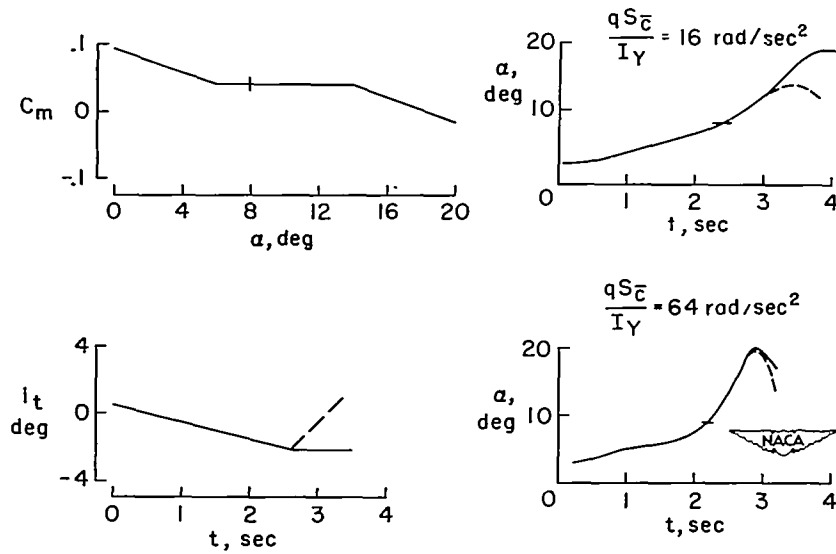 .1
C_m
0
-.1
0 4 8 12 16 20
α, deg
qSc̅/I_Y = 16 rad/sec²
20
α,
deg
10
0
1 2 3 4
t, sec
4
i_t
deg
0
-4
0 1 2 3 4
t, sec
qSc̅/I_Y = 64 rad/sec²
20
α,
deg
10
0
1 2 3 4
t, sec
NACA